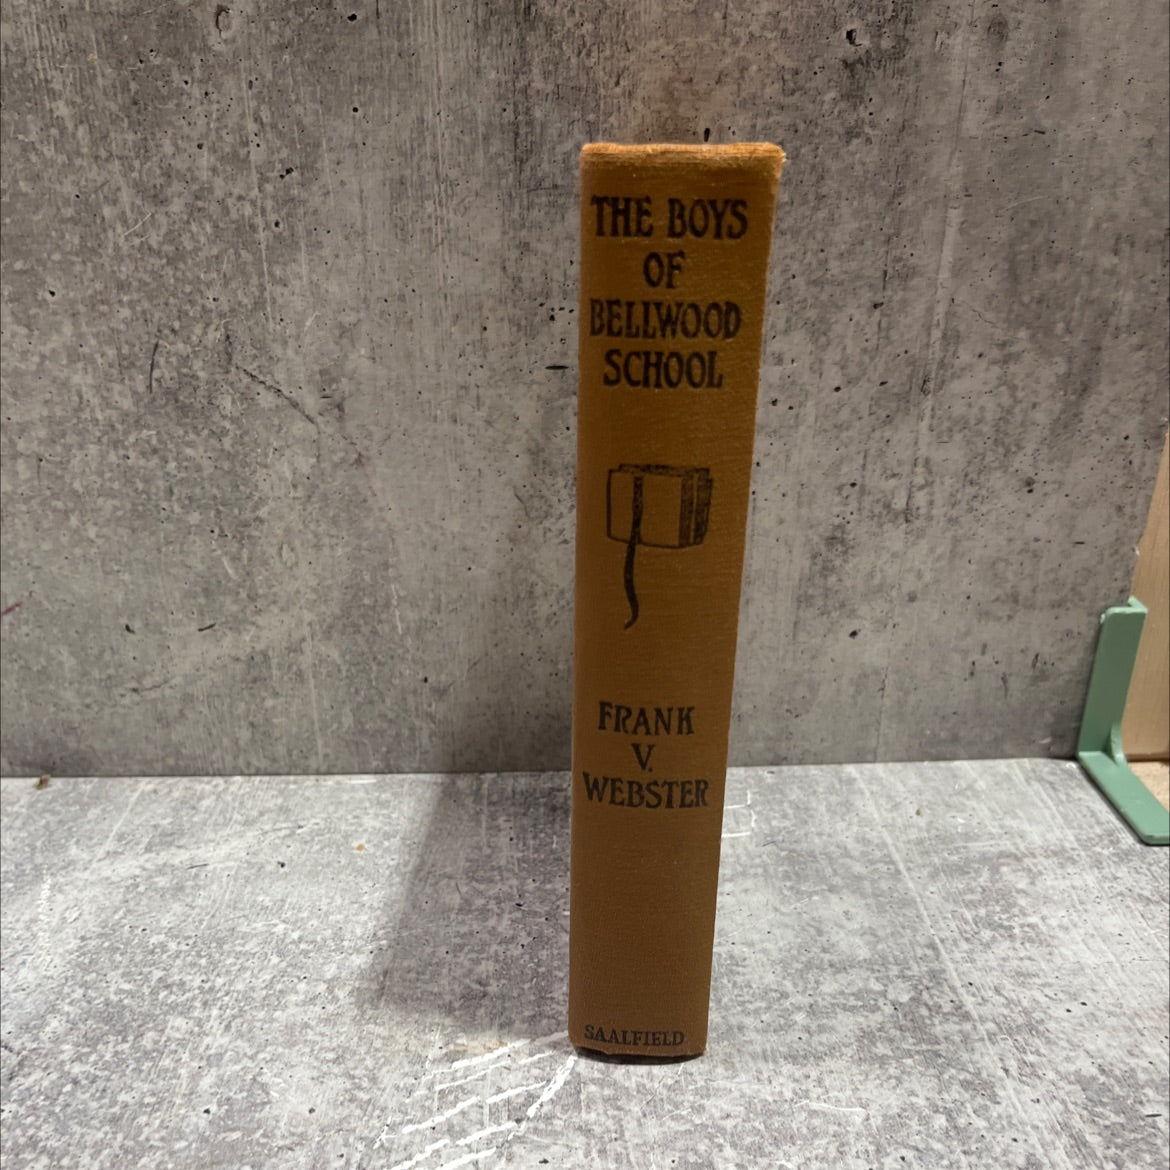 THE BOYS
OF
BELLWOOD
SCHOOL
FRANK
V.
WEBSTER
SAALFIELD